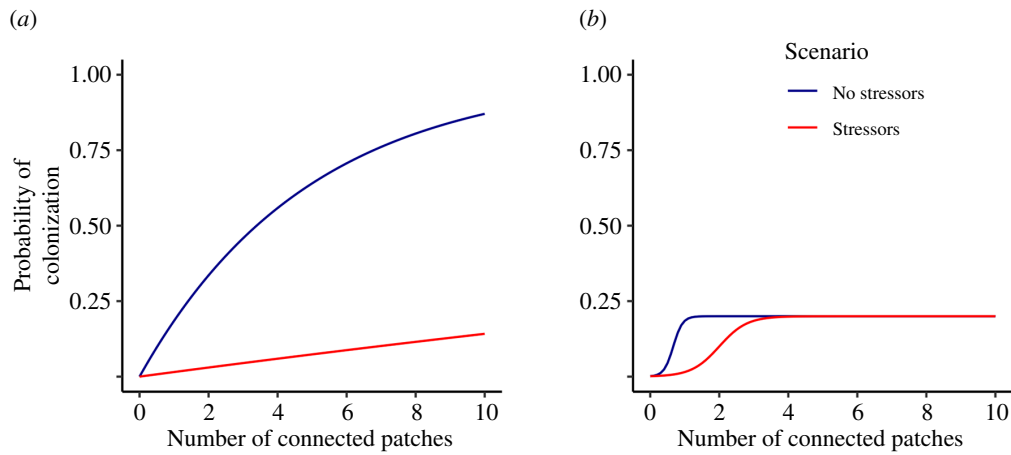 (a)
1.00
0.75
0.50
0.25
0 2 4 6 8 10
Number of connected patches
Probability of
colonization
(b)
Scenario
No stressors
Stressors
1.00
0.75
0.50
0.25
0 2 4 6 8 10
Number of connected patches